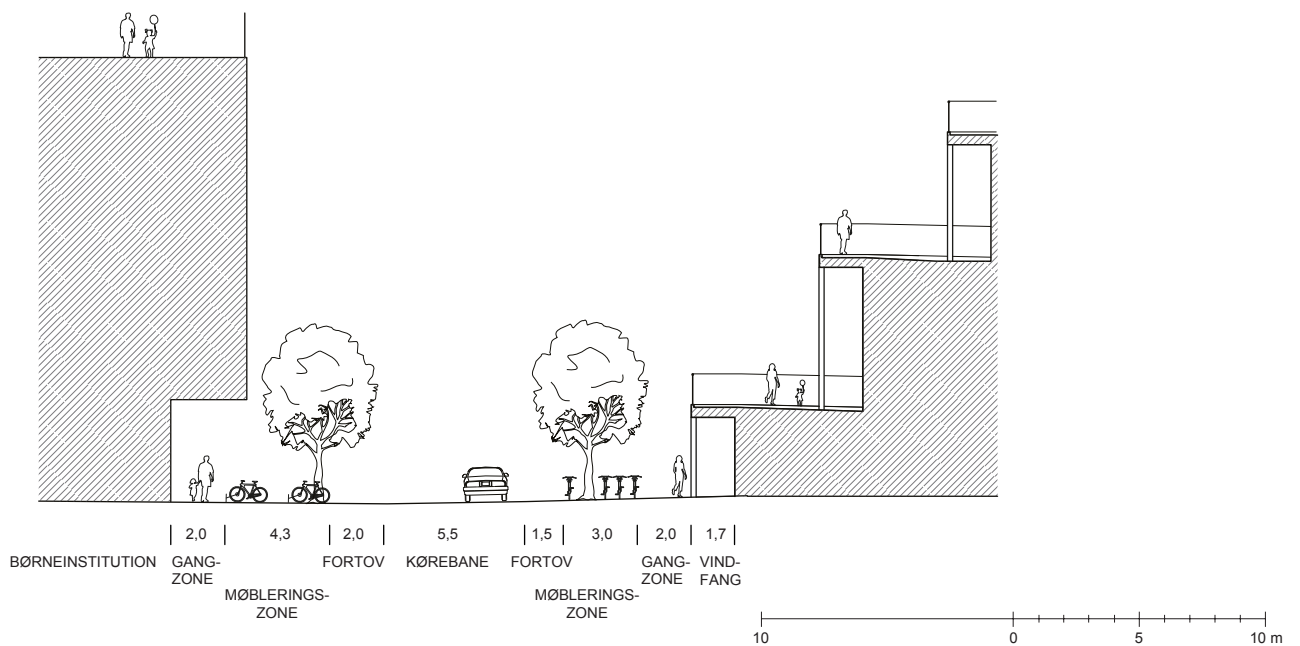 2,0 4,3 2,0 5,5 1,5 3,0 2,0 1,7
BØRNEINSTITUTION GANG- FORTOV KØREBANE FORTOV GANG- VIND-
ZONE ZONE FANG
MØBLERINGS- MØBLERINGS-
ZONE ZONE
10 0 5 10 m